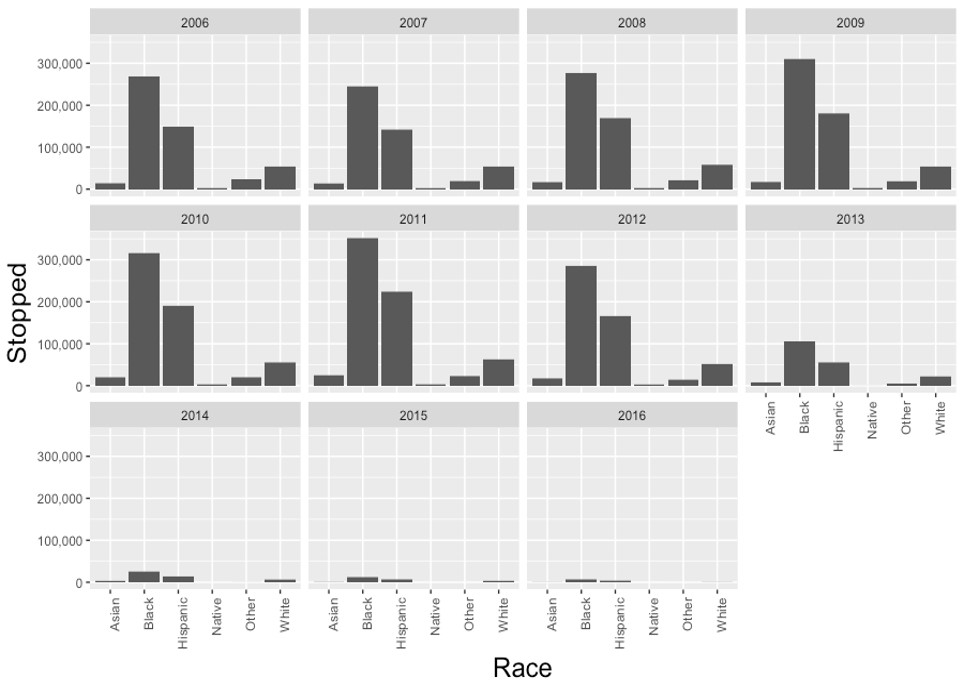 2006 2007 2008 2009
300,000
200,000
100,000
0
2010 2011 2012 2013
300,000
200,000
100,000
0
Asian Black Hispanic Native Other White
2014 2015 2016
300,000
200,000
100,000
0
Asian Black Hispanic Native Other White Asian Black Hispanic Native Other White Asian Black Hispanic Native Other White
Stopped
Race